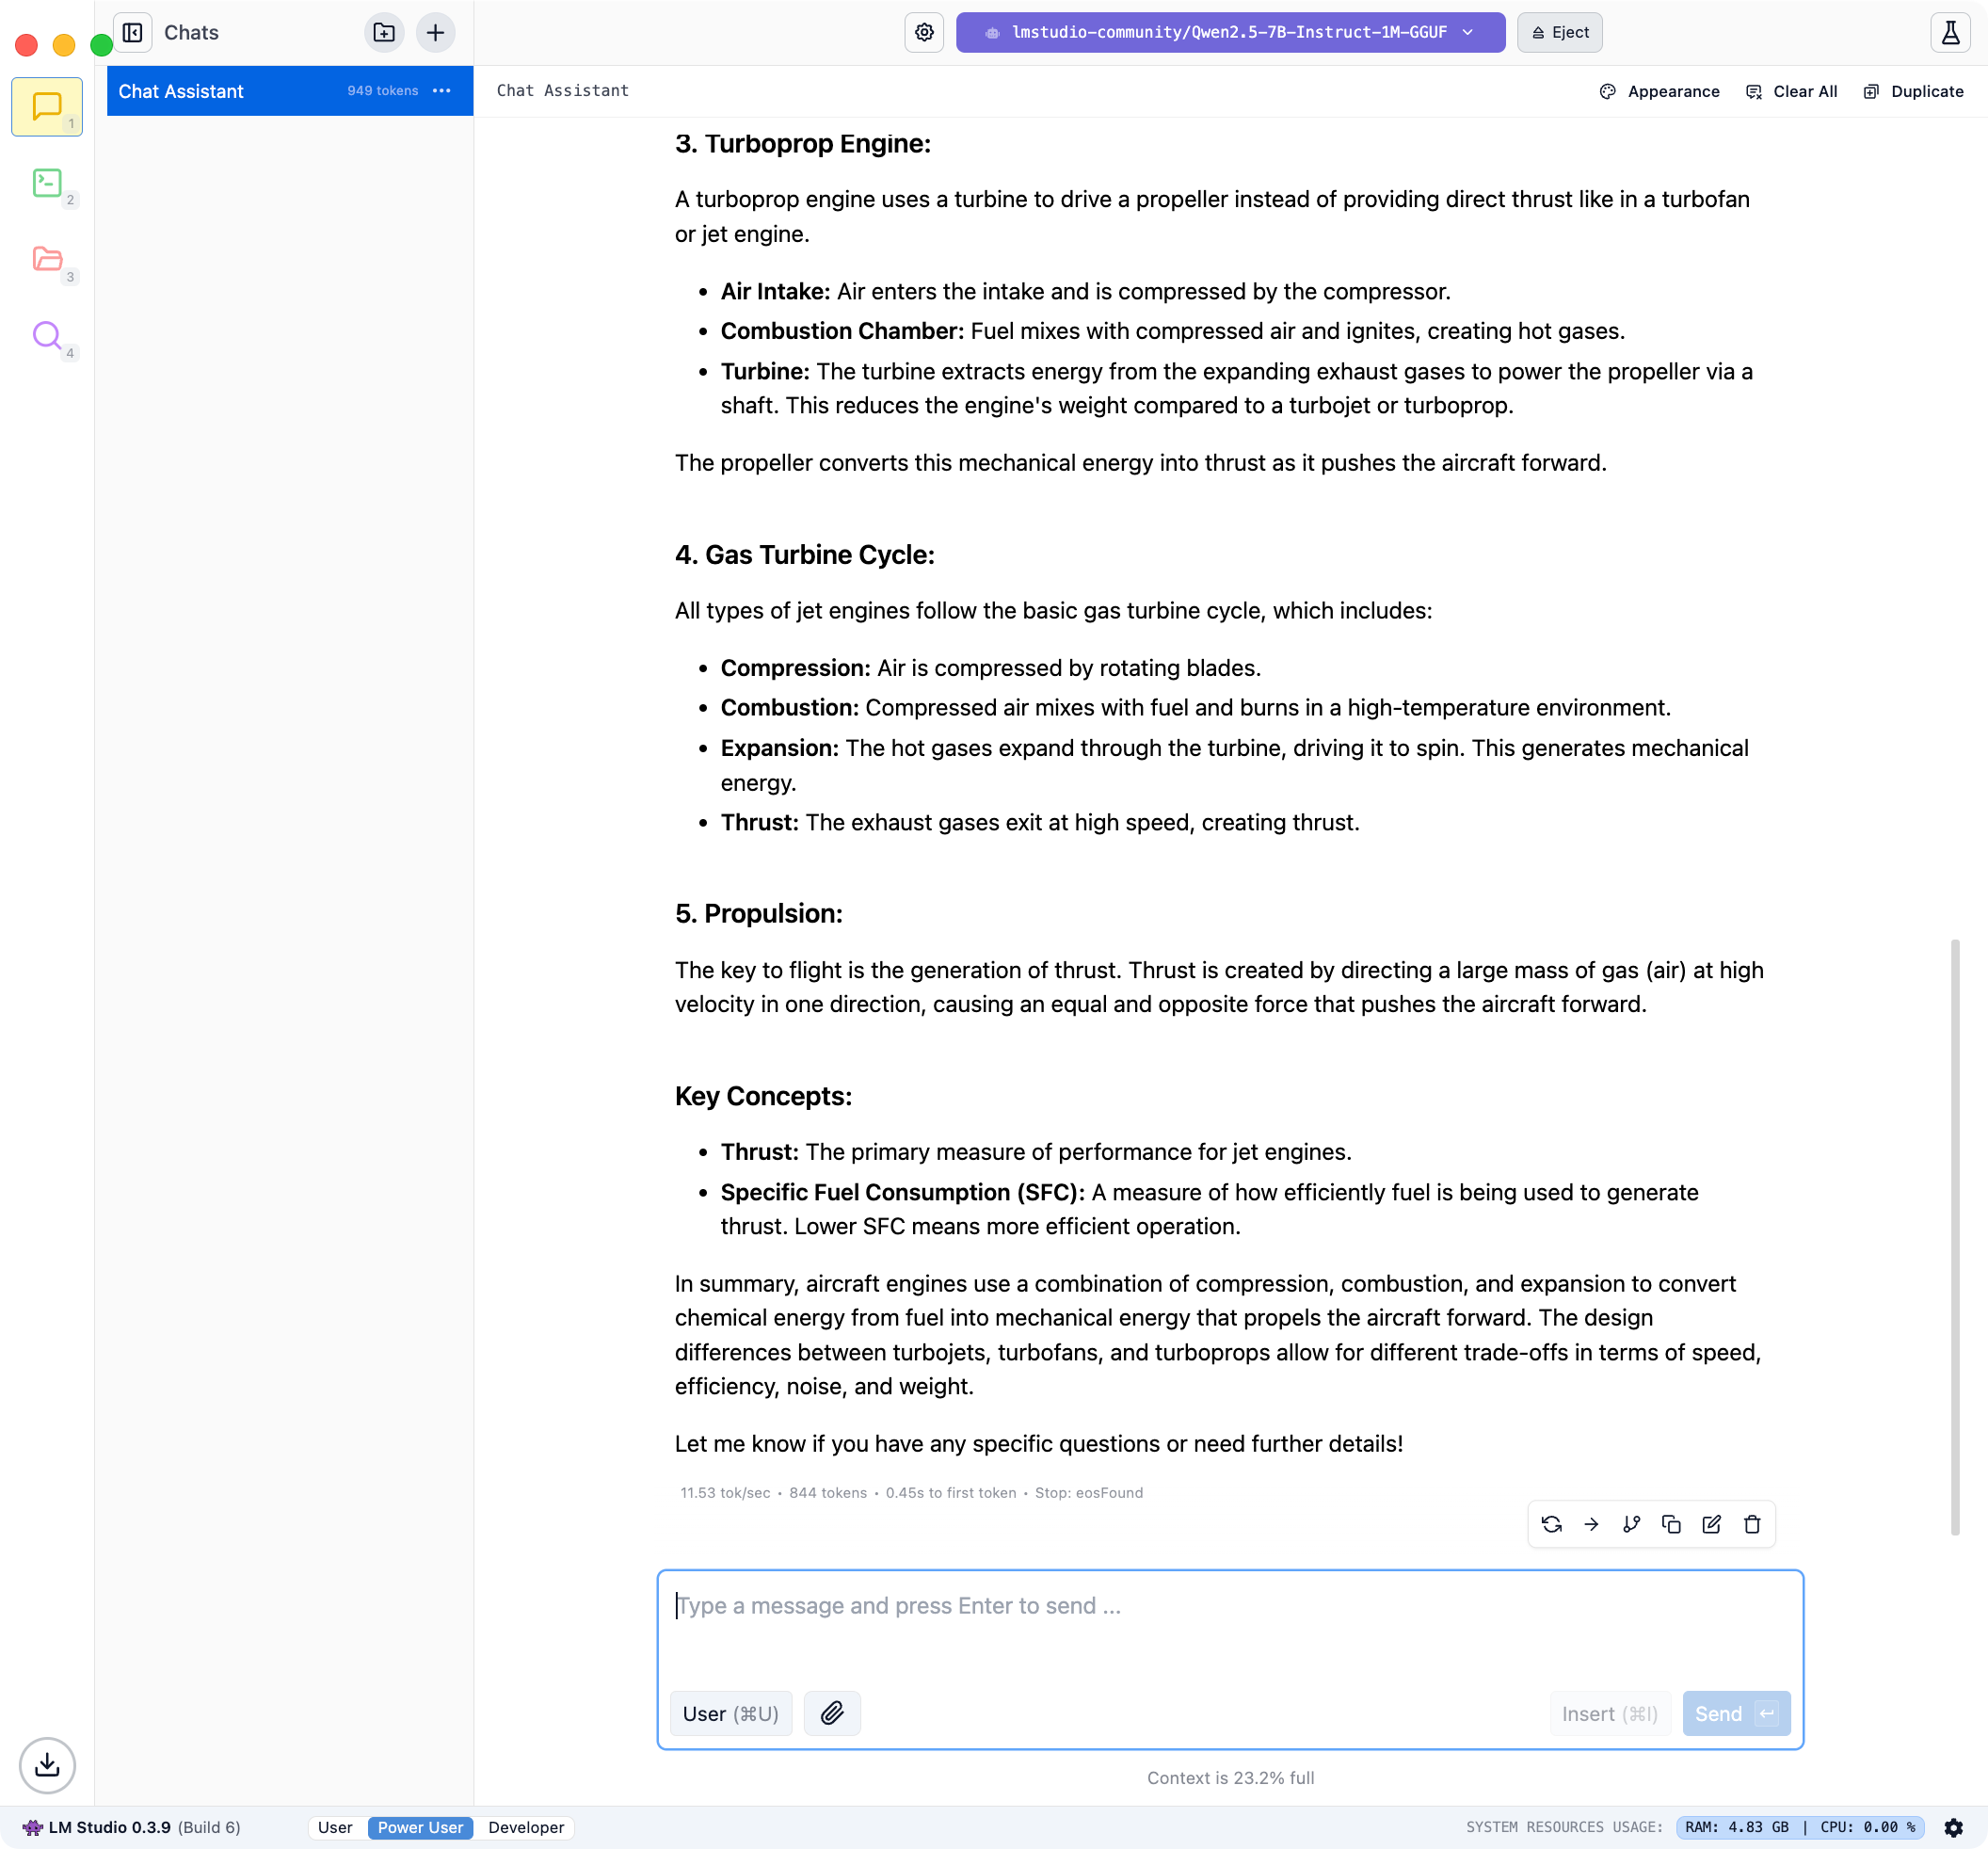 Chats
lmstudio-community/Qwen2.5-7B-Instruct-1M-GGUF
Eject
1
2
3
4
Chat Assistant 949 tokens
Chat Assistant
Appearance Clear All Duplicate
3. Turboprop Engine:
A turboprop engine uses a turbine to drive a propeller instead of providing direct thrust like in a turbofan
or jet engine.
• Air Intake: Air enters the intake and is compressed by the compressor.
• Combustion Chamber: Fuel mixes with compressed air and ignites, creating hot gases.
• Turbine: The turbine extracts energy from the expanding exhaust gases to power the propeller via a
shaft. This reduces the engine's weight compared to a turbojet or turboprop.
The propeller converts this mechanical energy into thrust as it pushes the aircraft forward.
4. Gas Turbine Cycle:
All types of jet engines follow the basic gas turbine cycle, which includes:
• Compression: Air is compressed by rotating blades.
• Combustion: Compressed air mixes with fuel and burns in a high-temperature environment.
• Expansion: The hot gases expand through the turbine, driving it to spin. This generates mechanical
energy.
• Thrust: The exhaust gases exit at high speed, creating thrust.
5. Propulsion:
The key to flight is the generation of thrust. Thrust is created by directing a large mass of gas (air) at high
velocity in one direction, causing an equal and opposite force that pushes the aircraft forward.
Key Concepts:
• Thrust: The primary measure of performance for jet engines.
• Specific Fuel Consumption (SFC): A measure of how efficiently fuel is being used to generate
thrust. Lower SFC means more efficient operation.
In summary, aircraft engines use a combination of compression, combustion, and expansion to convert
chemical energy from fuel into mechanical energy that propels the aircraft forward. The design
differences between turbojets, turbofans, and turboprops allow for different trade-offs in terms of speed,
efficiency, noise, and weight.
Let me know if you have any specific questions or need further details!
11.53 tok/sec • 844 tokens • 0.45s to first token • Stop: eosFound
Type a message and press Enter to send ...
User (⌘U) Insert (⌘I) Send
Context is 23.2% full
LM Studio 0.3.9 (Build 6) User Power User Developer SYSTEM RESOURCES USAGE: RAM: 4.83 GB | CPU: 0.00 %